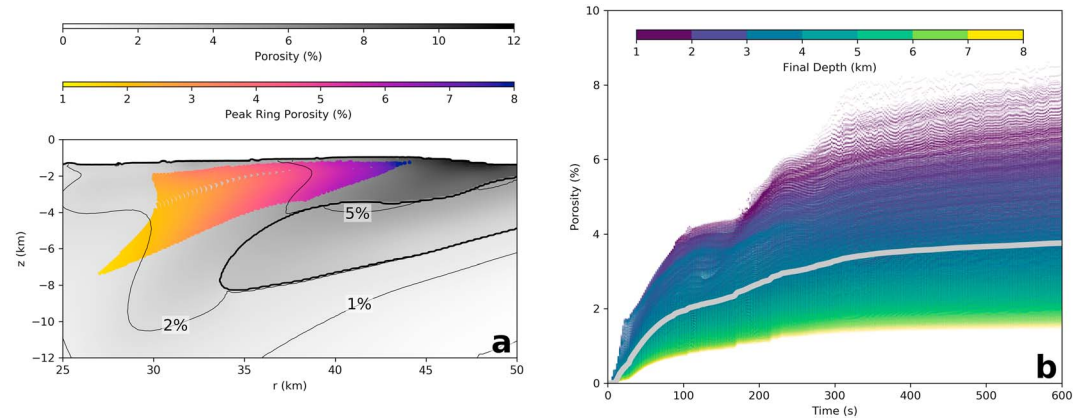 0 2 4 6 8 10 12
Porosity (%)
1 2 3 4 5 6 7 8
Peak Ring Porosity (%)
0
−2
−4
−6
−8
−10
−12
z (km)
5%
1%
2%
a
25 30 35 40 45 50
r (km)
10
8
6
4
2
0
Porosity (%)
1 2 3 4 5 6 7 8
Final Depth (km)
b
0 100 200 300 400 500 600
Time (s)